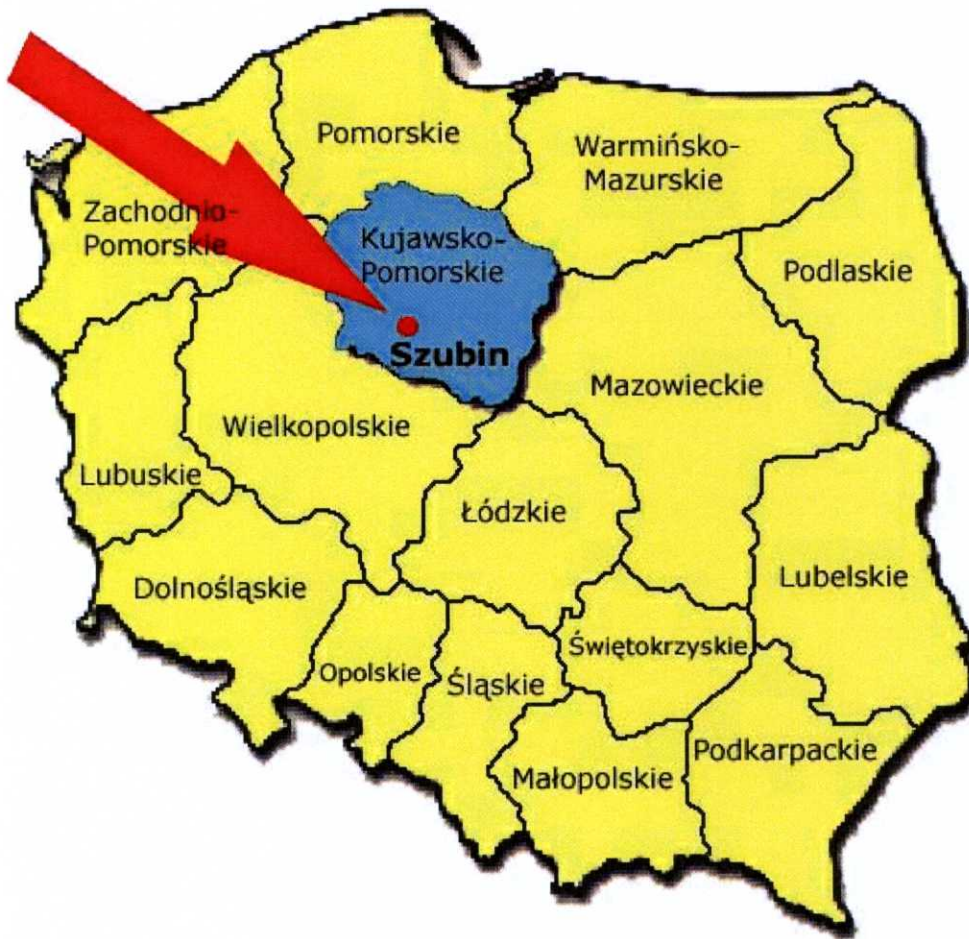 Pomorskie
Warmińsko-
Mazurskie
Zachodnio-
Pomorskie
Kujawsko-
Pomorskie
Podlaskie
Szubin
Mazowieckie
Wielkopolskie
Lubuskie
Łódzkie
Dolnośląskie
Lubelskie
Świętokrzyskie
Opolskie
Śląskie
Podkarpackie
Małopolskie